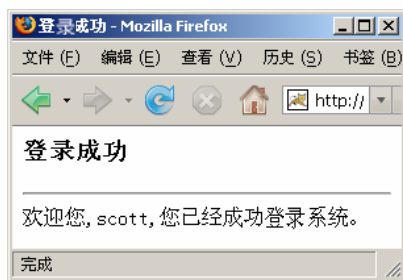 登录成功 - Mozilla Firefox
文件 (F) 编辑 (E) 查看 (V) 历史 (S) 书签 (B)
http://
登录成功
欢迎您,scott,您已经成功登录系统。
完成